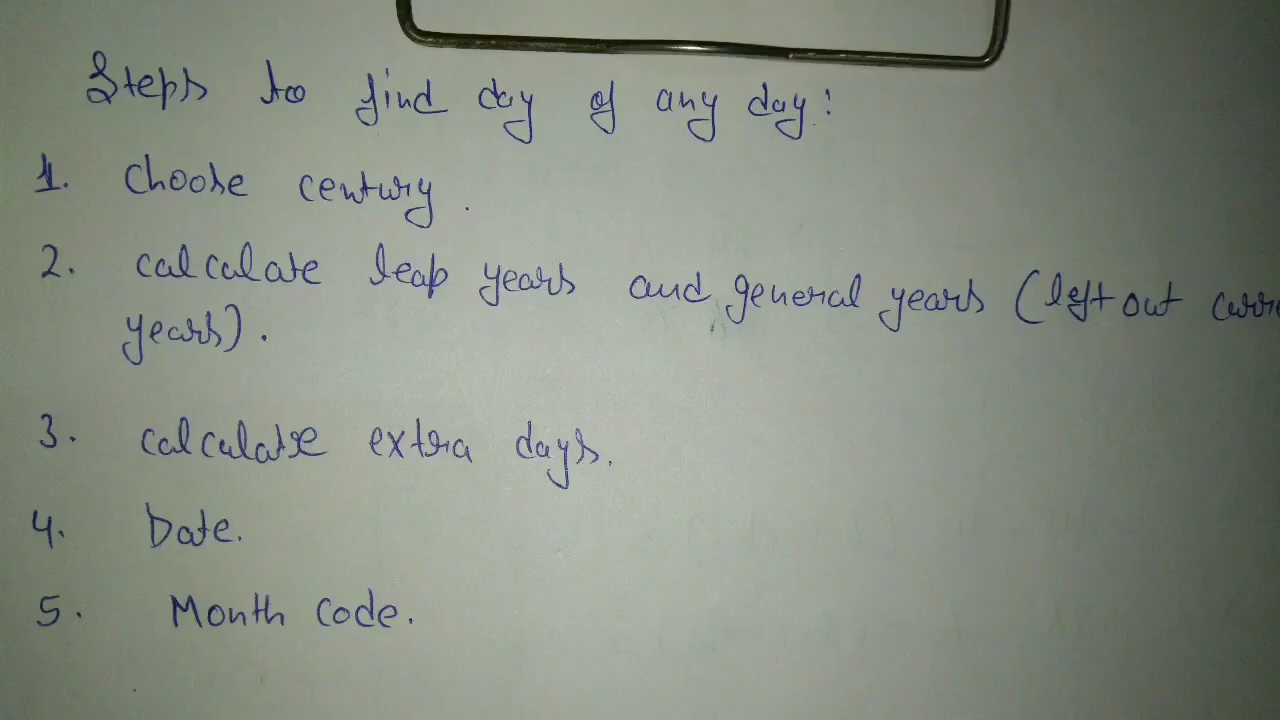 Steps to find day of any day:
1. Choose century.
2. calculate leap years and general years (left out
years).
3. calculate extra days.
4. Date.
5. Month Code.